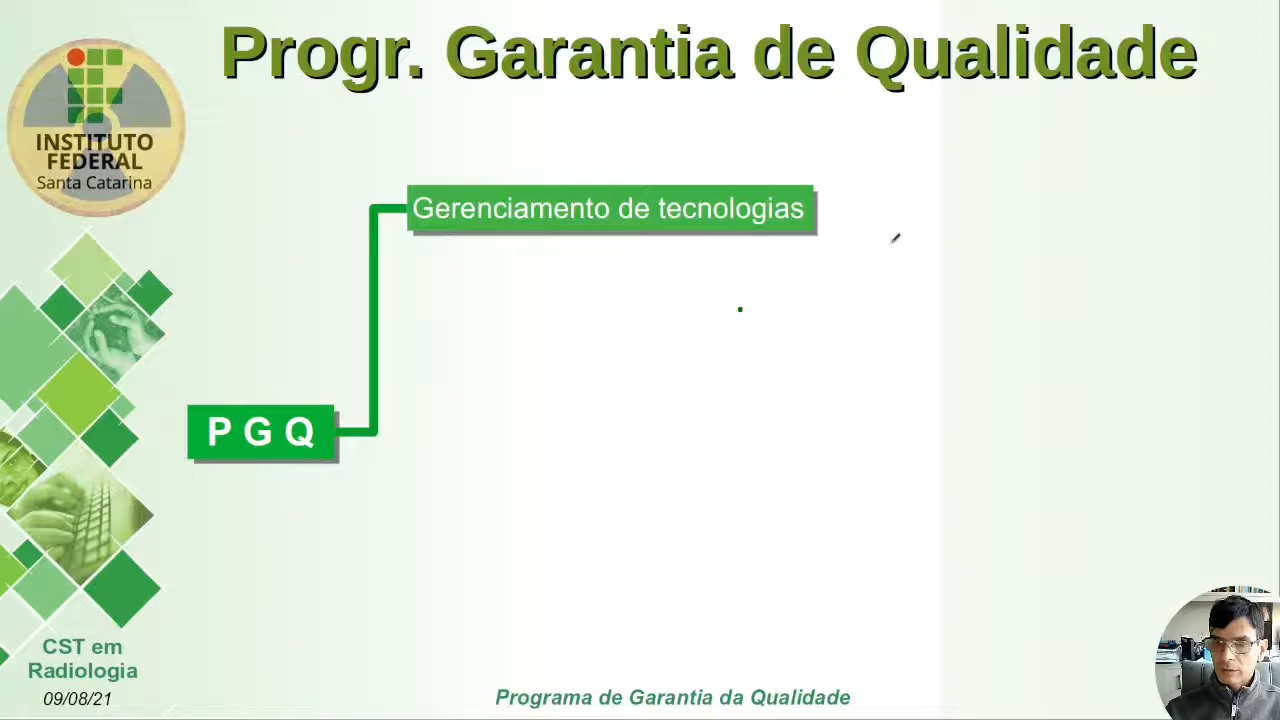 Progr. Garantia de Qualidade
INSTITUTO
FEDERAL
Santa Catarina
Gerenciamento de tecnologias
P G Q
CST em
Radiologia
09/08/21
Programa de Garantia da Qualidade